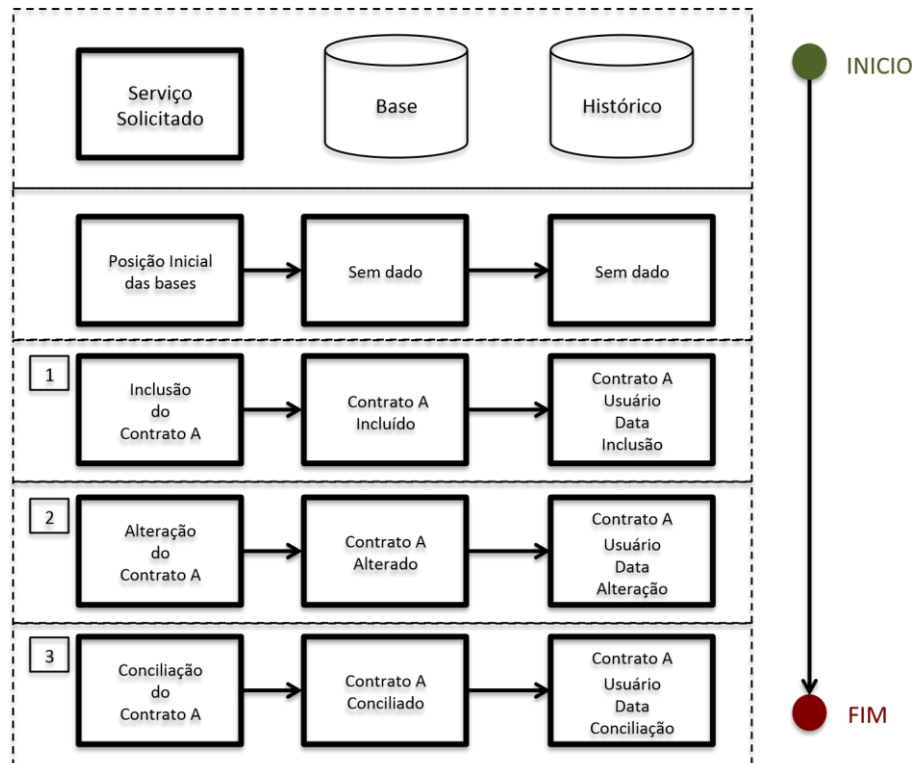 Serviço
Solicitado
Base
Histórico
INICIO
Posição Inicial
das bases
Sem dado
Sem dado
1
Inclusão
do
Contrato A
Contrato A
Incluído
Contrato A
Usuário
Data
Inclusão
2
Alteração
do
Contrato A
Contrato A
Alterado
Contrato A
Usuário
Data
Alteração
3
Conciliação
do
Contrato A
Contrato A
Conciliado
Contrato A
Usuário
Data
Conciliação
FIM